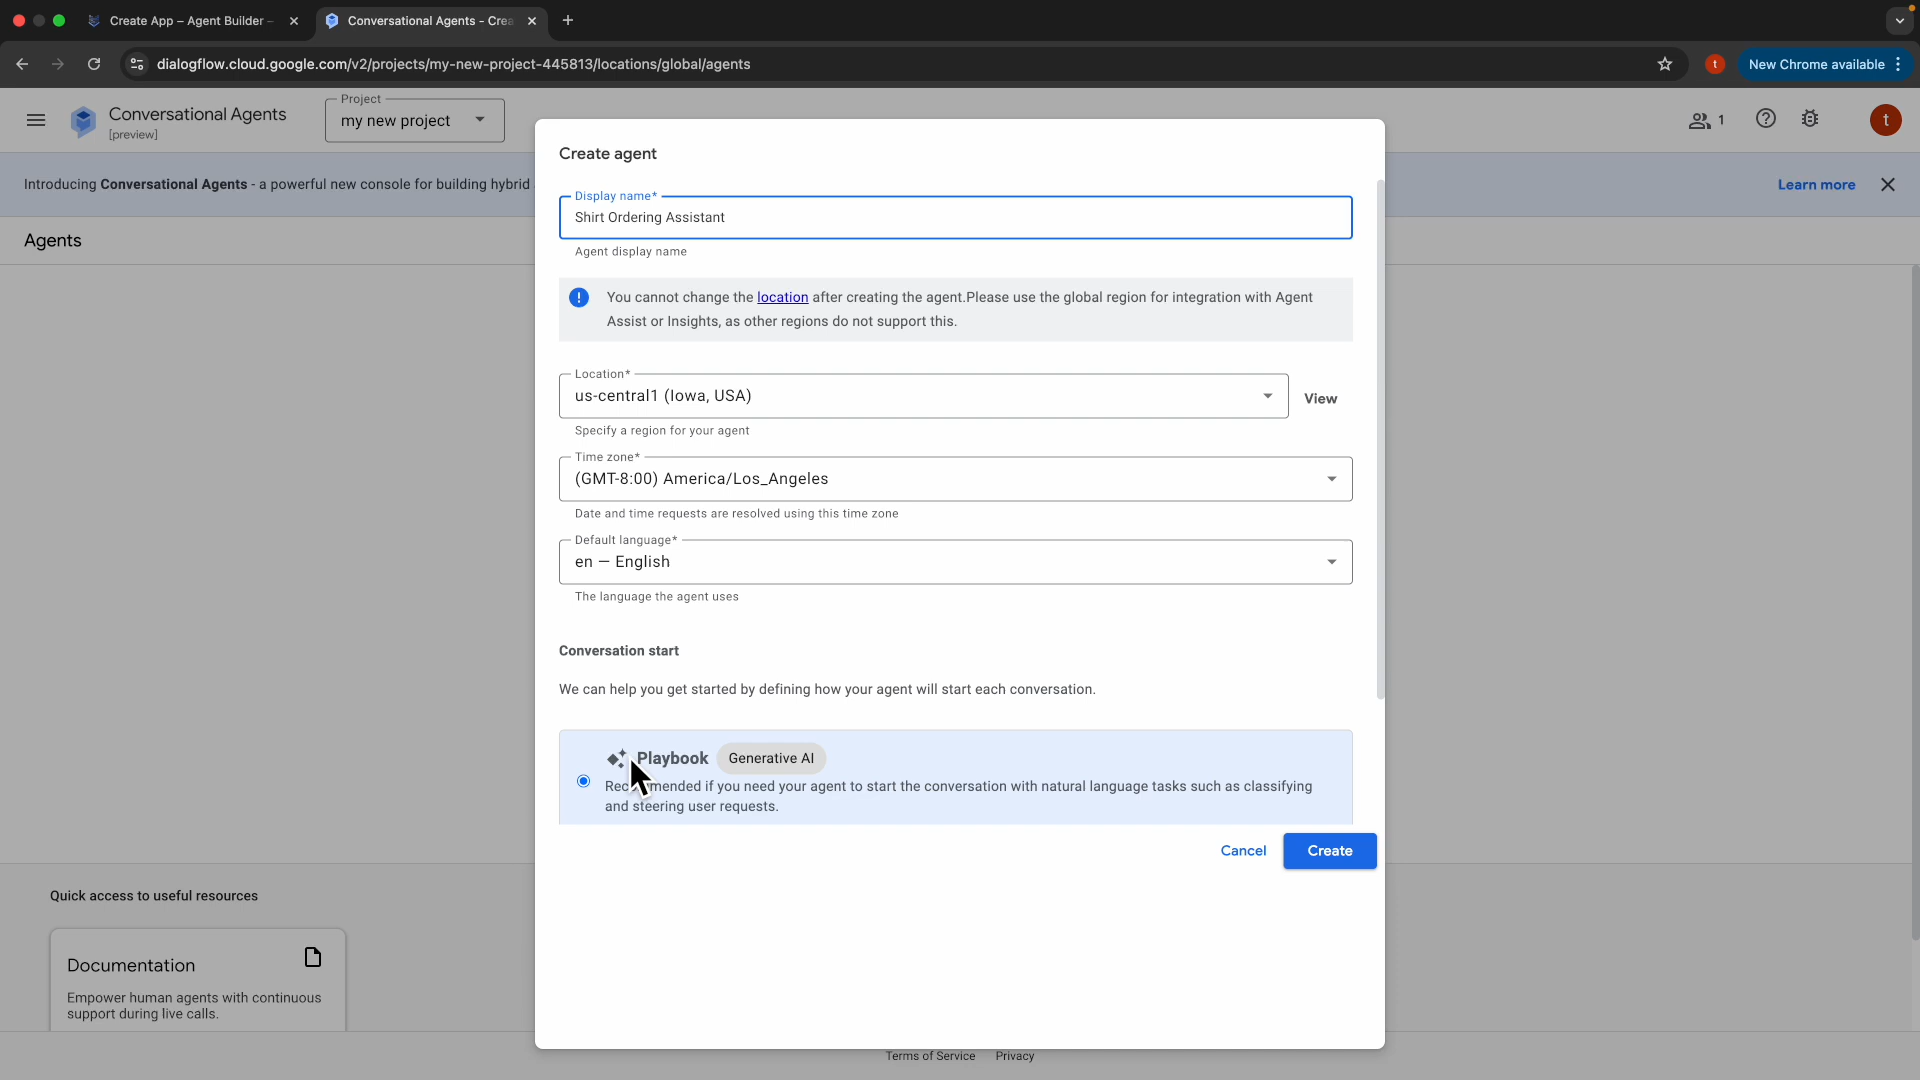 Create App – Agent Builder –
Conversational Agents - Crea
dialogflow.cloud.google.com/v2/projects/my-new-project-445813/locations/global/agents
t
New Chrome available
Conversational Agents
[preview]
Project
my new project
1
t
Introducing Conversational Agents - a powerful new console for building hybrid
Learn more
Agents
Create agent
Display name*
Shirt Ordering Assistant
Agent display name
You cannot change the location after creating the agent.Please use the global region for integration with Agent
Assist or Insights, as other regions do not support this.
Location*
us-central1 (Iowa, USA)
View
Specify a region for your agent
Time zone*
(GMT-8:00) America/Los_Angeles
Date and time requests are resolved using this time zone
Default language*
en — English
The language the agent uses
Conversation start
We can help you get started by defining how your agent will start each conversation.
Playbook
Generative AI
Recommended if you need your agent to start the conversation with natural language tasks such as classifying
and steering user requests.
Cancel
Create
Quick access to useful resources
Documentation
Empower human agents with continuous
support during live calls.
Terms of Service
Privacy